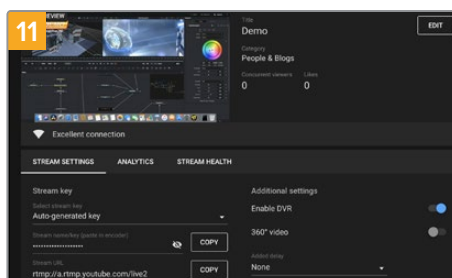 11
EVIEW
Title
Demo
EDIT
Category
People & Blogs
Concurrent viewers Likes
0 0
Excellent connection
STREAM SETTINGS ANALYTICS STREAM HEALTH
Stream key
Additional settings
Select stream key
Auto-generated key
Enable DVR
Stream name/key (paste in encoder)
•••••••••••••••••••
COPY
360° video
Stream URL
rtmp://a.rtmp.youtube.com/live2
COPY
Added delay
None